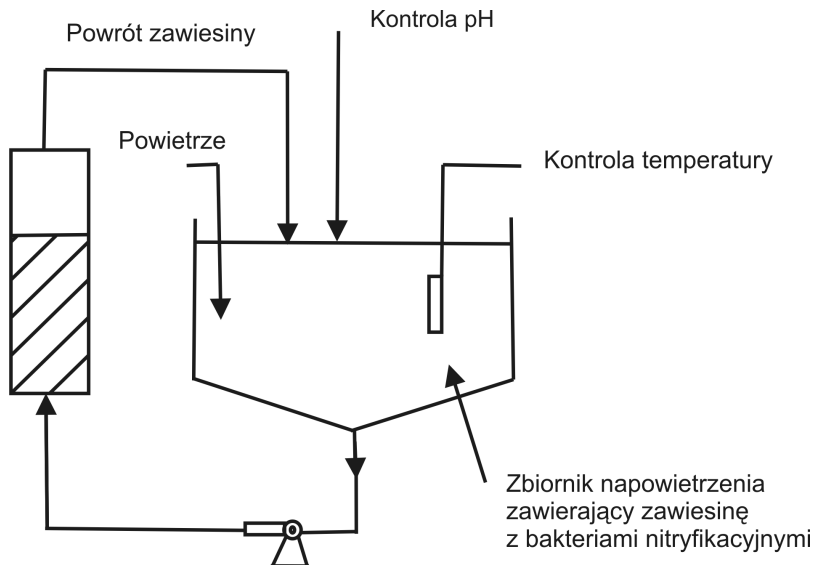 Powrót zawiesiny
Kontrola pH
Powietrze
Kontrola temperatury
Zbiornik napowietrzenia
zawierający zawiesinę
z bakteriami nitryfikacyjnymi